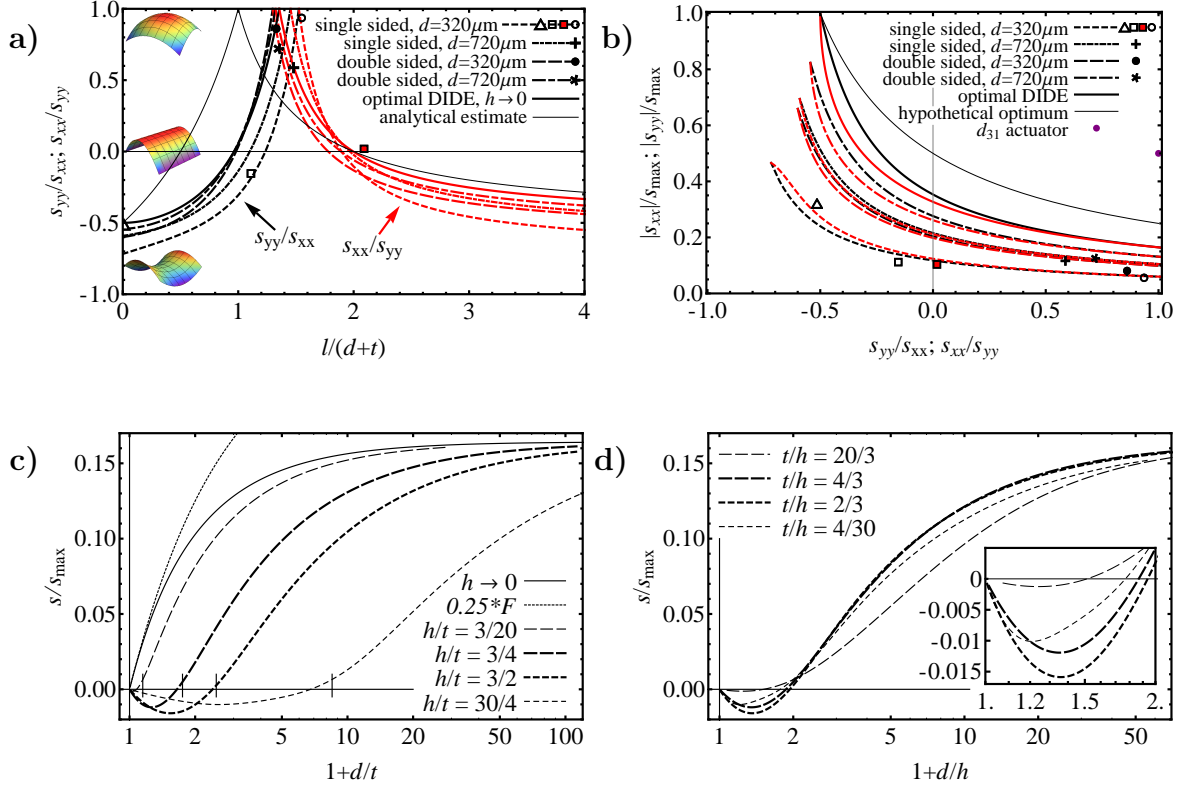 a)
s_yy/s_xx; s_xx/s_yy
1.0
0.5
0.0
-0.5
-1.0
single sided, d=320μm
single sided, d=720μm
double sided, d=320μm
double sided, d=720μm
optimal DIDE, h→0
analytical estimate
s_yy/s_xx
s_xx/s_yy
0 1 2 3 4
l/(d+t)
b)
|s_xx|/s_max; |s_yy|/s_max
1.0
0.8
0.6
0.4
0.2
0.0
single sided, d=320μm
single sided, d=720μm
double sided, d=320μm
double sided, d=720μm
optimal DIDE
hypothetical optimum
d_31 actuator
-1.0 -0.5 0.0 0.5 1.0
s_yy/s_xx; s_xx/s_yy
c)
s/s_max
0.15
0.10
0.05
0.00
h → 0
0.25*F
h/t = 3/20
h/t = 3/4
h/t = 3/2
h/t = 30/4
1 2 5 10 20 50 100
1+d/t
d)
s/s_max
0.15
0.10
0.05
0.00
t/h = 20/3
t/h = 4/3
t/h = 2/3
t/h = 4/30
0
-0.005
-0.01
-0.015
1. 1.2 1.5 2.
1 2 5 10 20 50
1+d/h